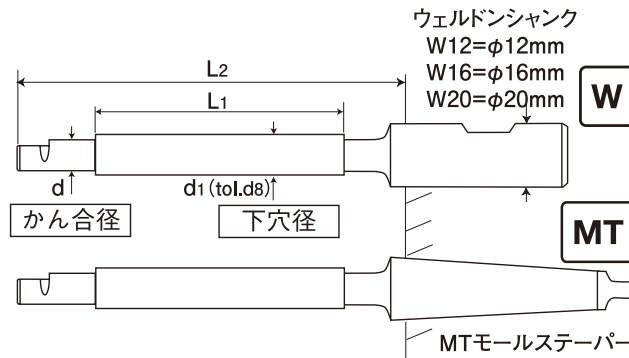 ウェルドンシャンク
W12=φ12mm
W16=φ16mm
W20=φ20mm
W
L2
L1
d
d1(tol.d8)
かん合径
下穴径
MT
MTモールステーパー